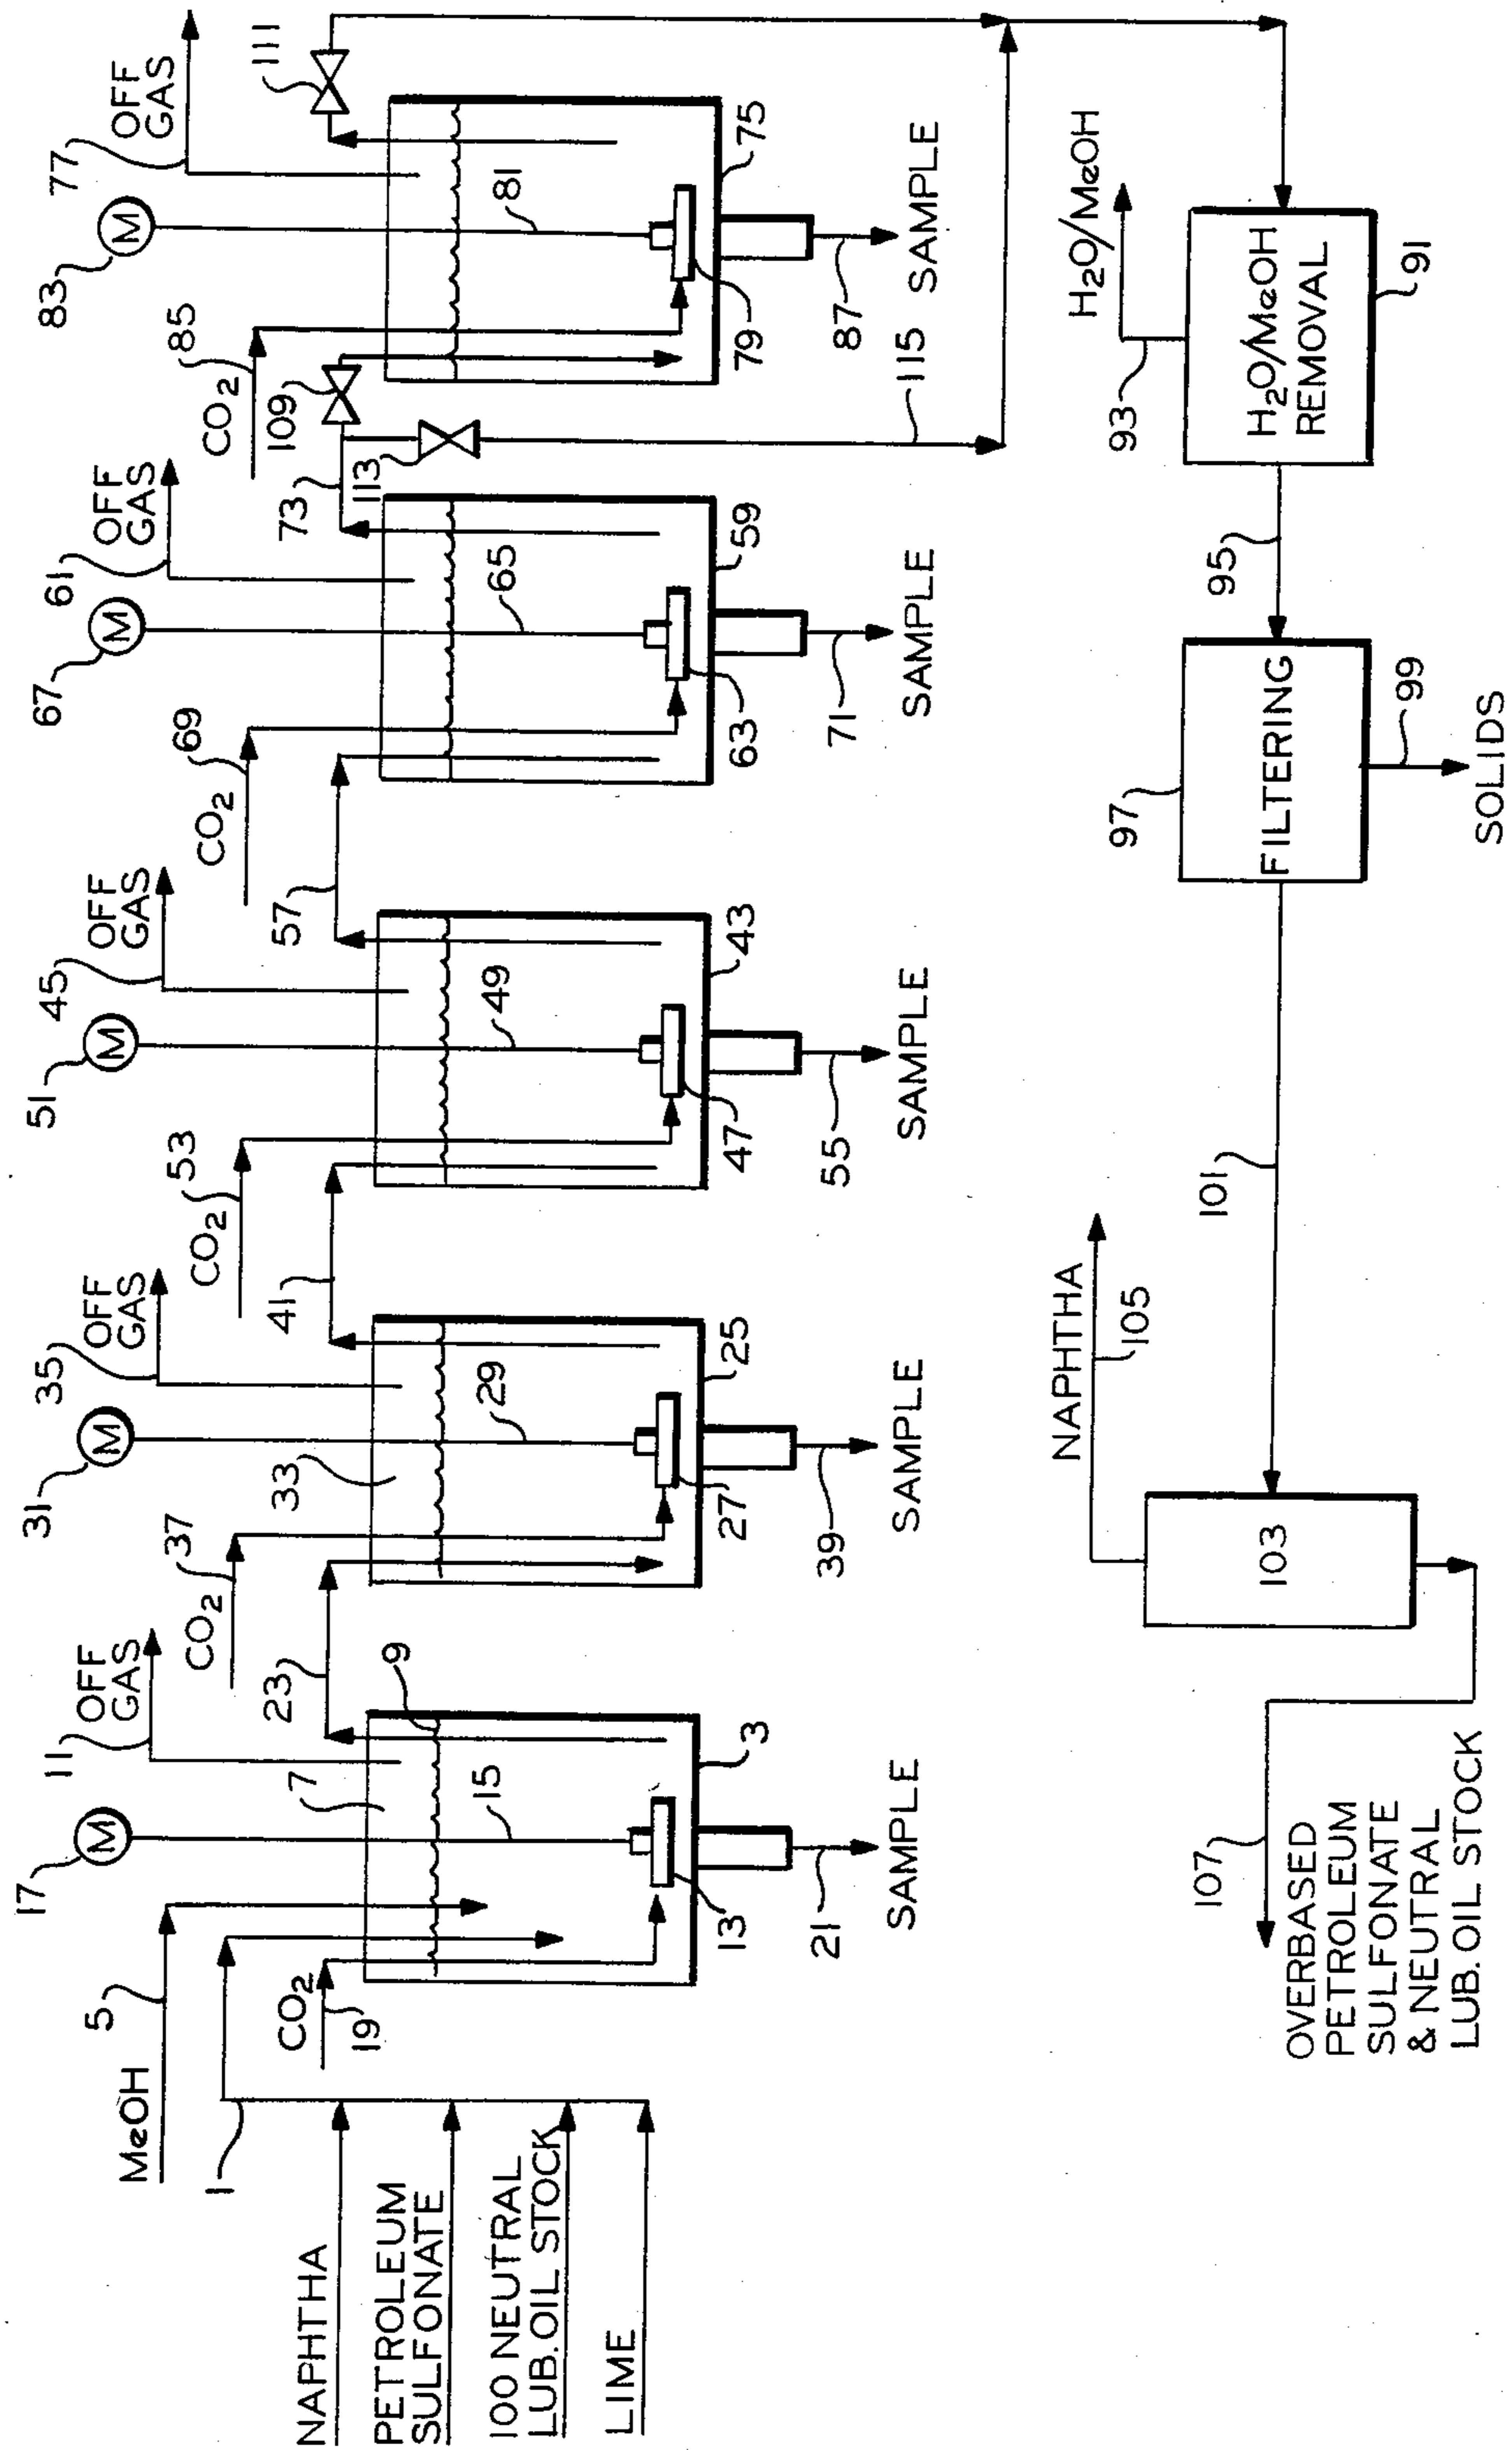 MeOH
5
1
NAPHTHA
PETROLEUM
SULFONATE
100 NEUTRAL
LUB. OIL STOCK
LIME
17
M
11
OFF
GAS
7
9
15
CO2
19
13
3
21
SAMPLE
23
31
M
35
OFF
GAS
CO2
37
33
29
27
25
39
SAMPLE
41
51
M
45
OFF
GAS
CO2
53
49
47
43
55
SAMPLE
57
67
M
61
OFF
GAS
CO2
69
65
63
59
71
SAMPLE
73
113
109
83
M
77
OFF
GAS
CO2
85
81
79
75
87
SAMPLE
111
115
H2O/MeOH
93
H2O/MeOH
REMOVAL
91
95
97
FILTERING
99
SOLIDS
101
NAPHTHA
105
103
107
OVERBASED
PETROLEUM
SULFONATE
& NEUTRAL
LUB. OIL STOCK